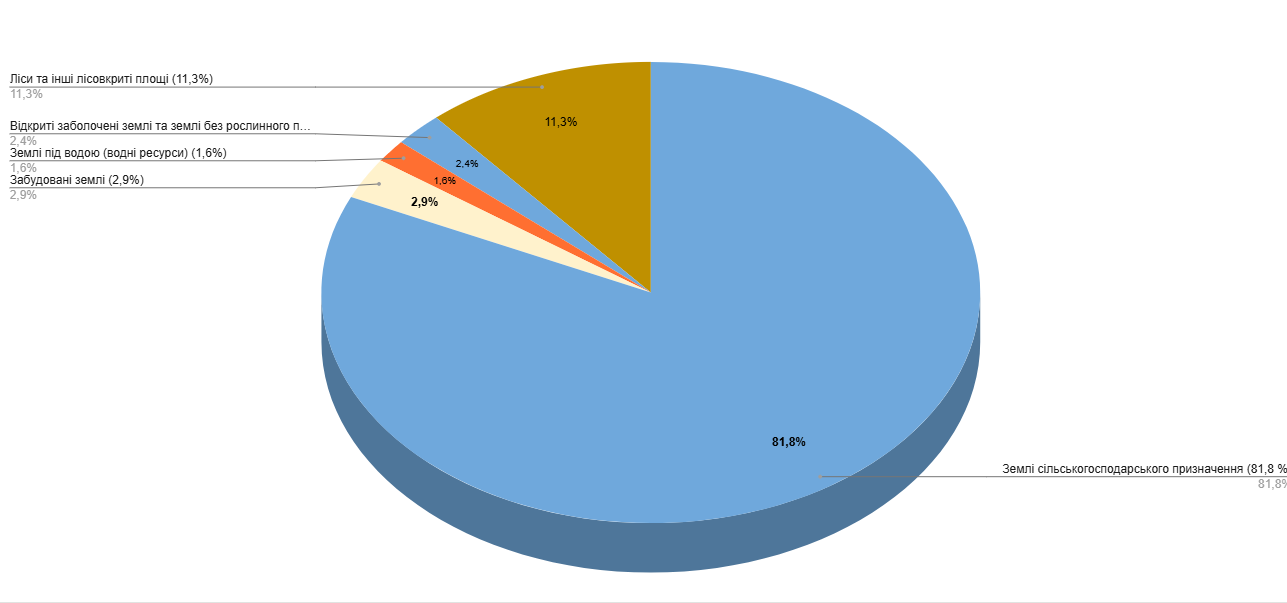 Ліси та інші лісовкриті площі (11,3%)
11,3%
11,3%
Відкриті заболочені землі та землі без рослинного п...
2,4%
Землі під водою (водні ресурси) (1,6%)
2,4%
1,6%
Забудовані землі (2,9%)
1,6%
2,9%
2,9%
81,8%
Землі сільськогосподарського призначення (81,8 %
81,8%